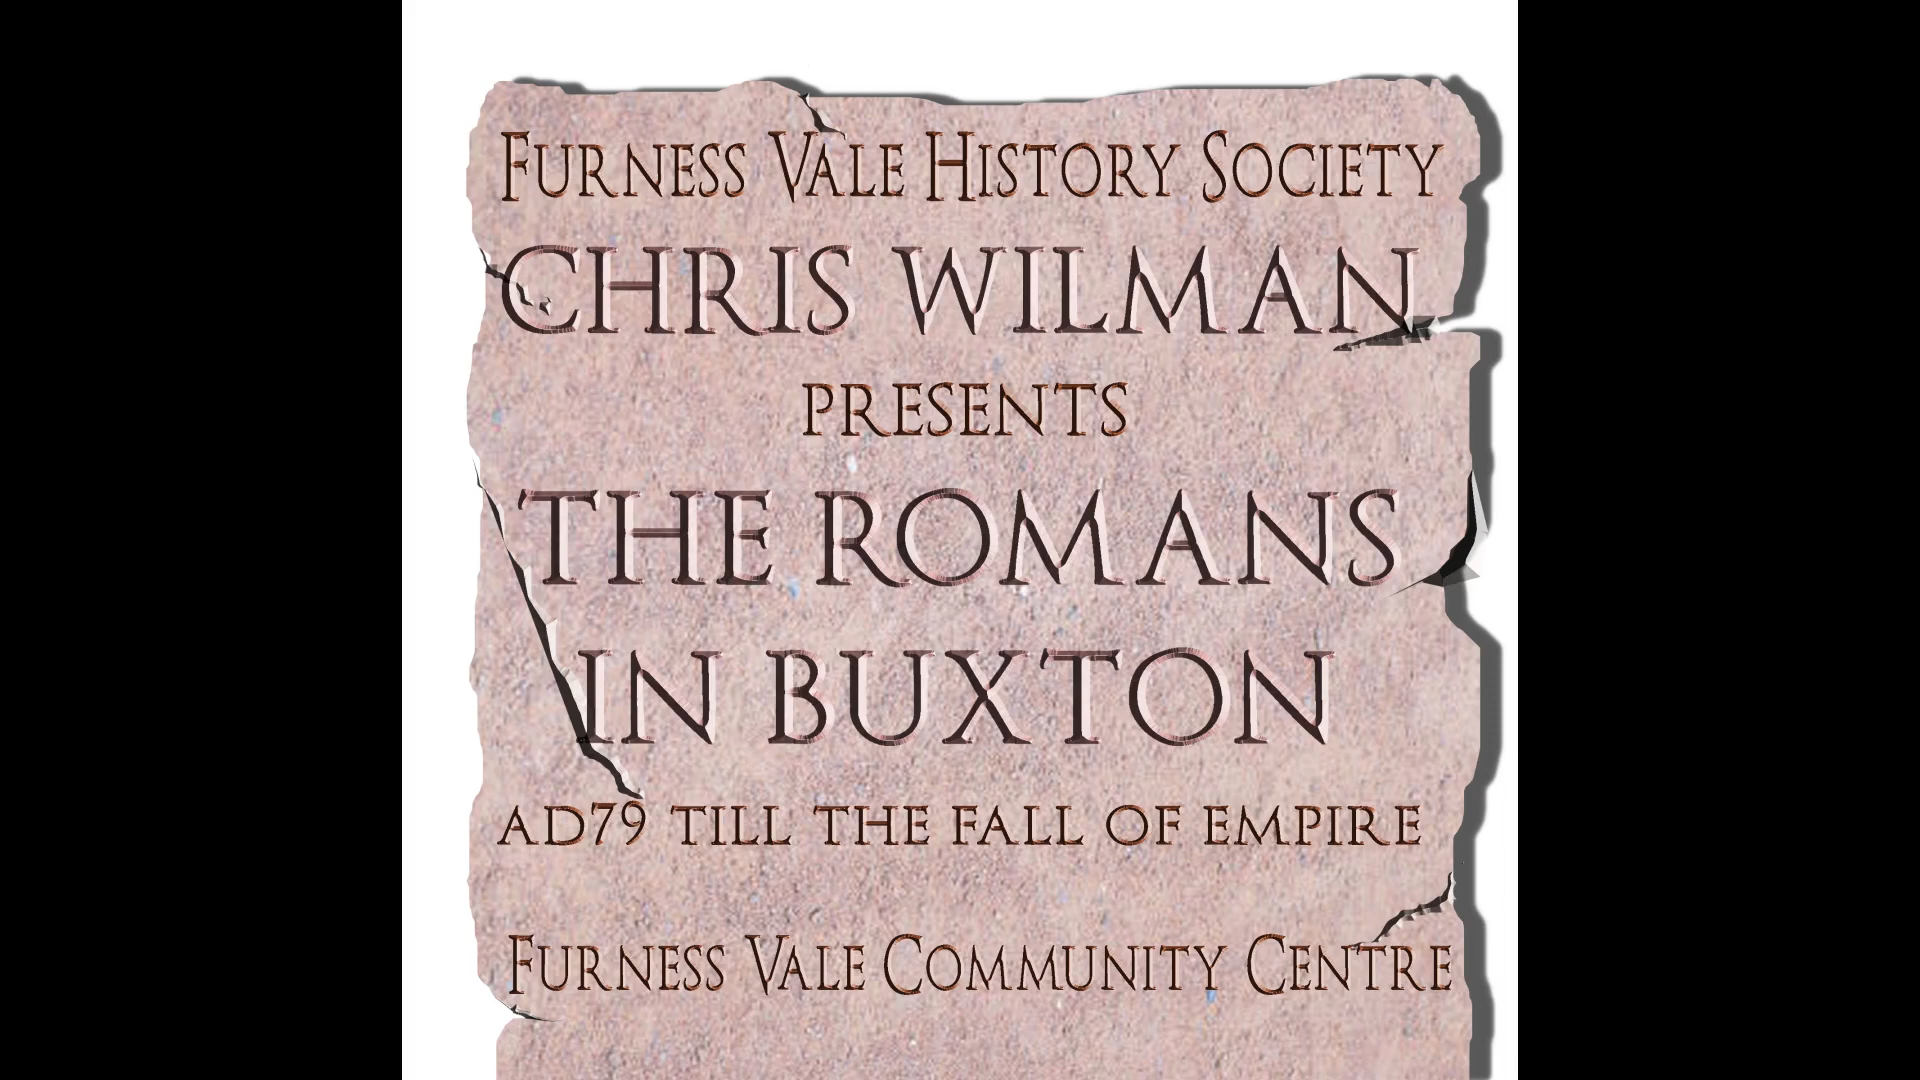 Furness Vale History Society
CHRIS WILMAN
PRESENTS
THE ROMANS
IN BUXTON
AD79 TILL THE FALL OF EMPIRE
Furness Vale Community Centre